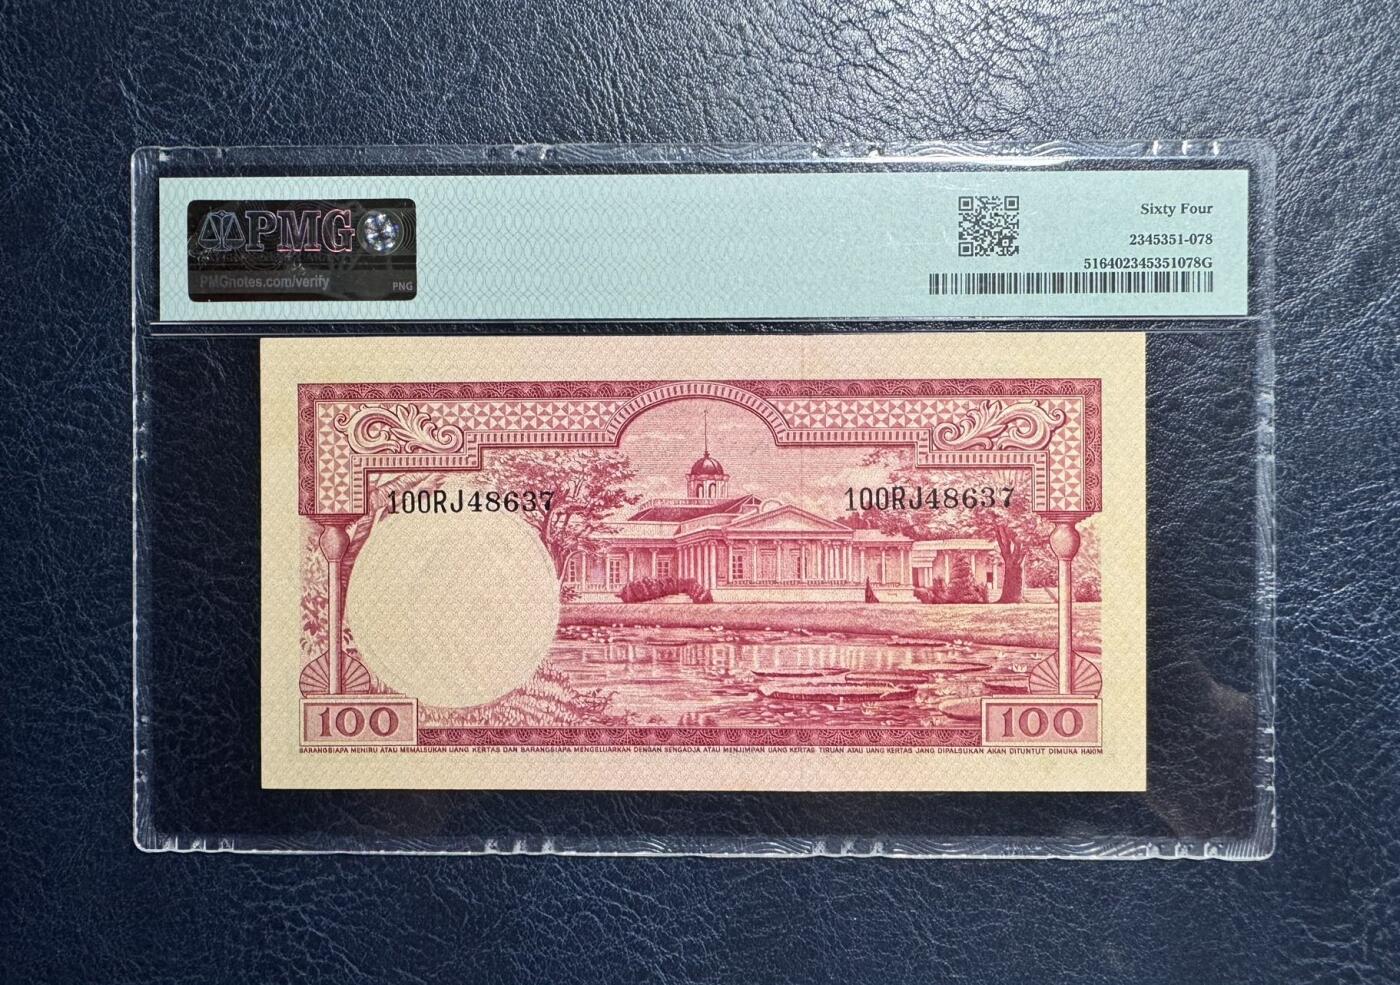 PMG
PMGnotes.com/verify
PNG
Sixty Four
2345351-078
516402345351078G
100RJ48637 100RJ48637
100 100
BARANGSIAPA MENIRU ATAU MEMALSUKAN UANG KERTAS DAN BARANGSIAPA MENGELUARKAN DENGAN SENGADJA ATAU MENJIMPAN UANG KERTAS TIRUAN ATAU UANG KERTAS JANG DIPALSUKAN AKAN DITUNTUT DIMUKA HAKIM